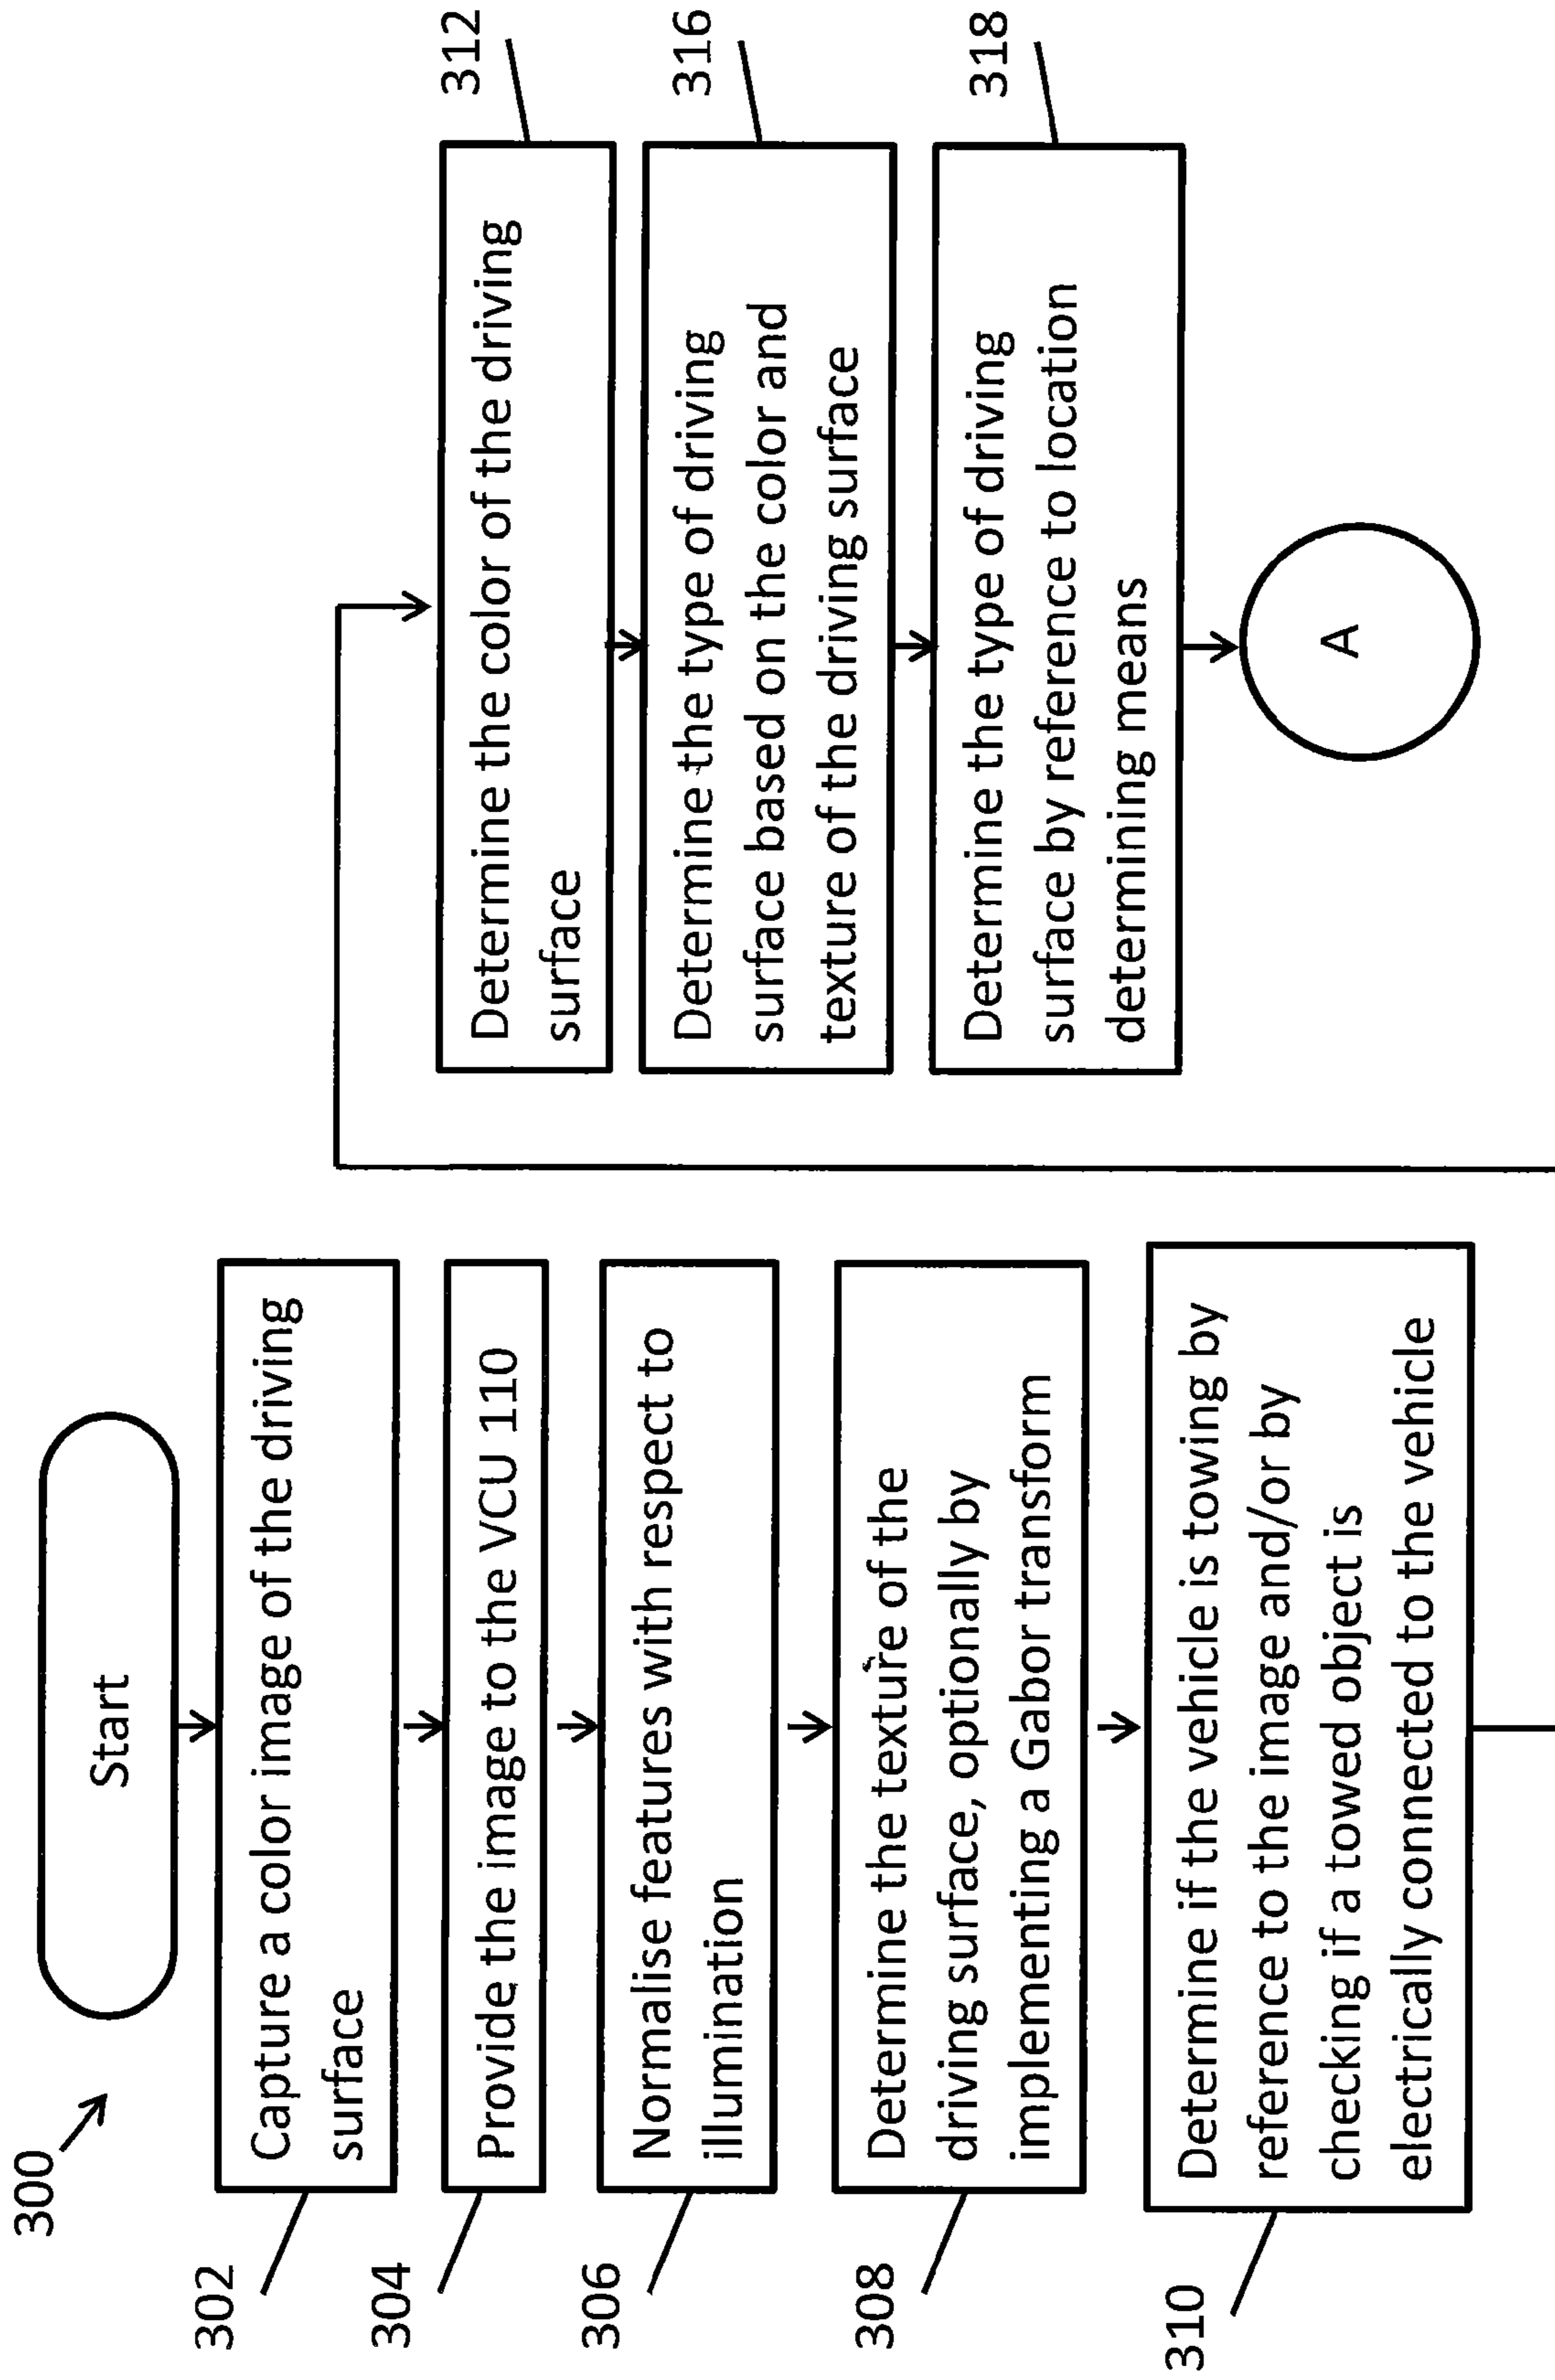 300
Start
302
Capture a color image of the driving
surface
304
Provide the image to the VCU 110
306
Normalise features with respect to
illumination
308
Determine the texture of the
driving surface, optionally by
implementing a Gabor transform
310
Determine if the vehicle is towing by
reference to the image and/or by
checking if a towed object is
electrically connected to the vehicle
312
Determine the color of the driving
surface
316
Determine the type of driving
surface based on the color and
texture of the driving surface
318
Determine the type of driving
surface by reference to location
determining means
A